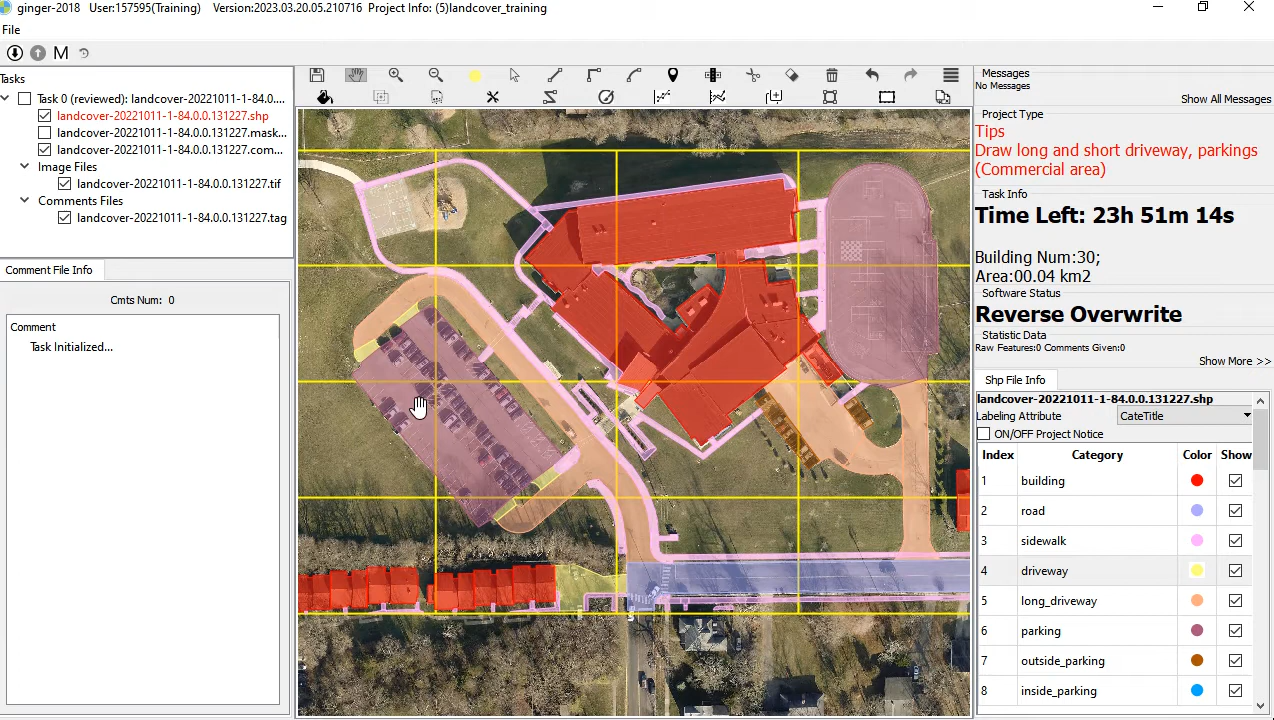 ginger-2018 User:157595(Training) Version:2023.03.20.05.210716 Project Info: (5)landcover_training
File
M
Tasks
Task 0 (reviewed): landcover-20221011-1-84.0....
landcover-20221011-1-84.0.0.131227.shp
landcover-20221011-1-84.0.0.131227.mask...
landcover-20221011-1-84.0.0.131227.com...
Image Files
landcover-20221011-1-84.0.0.131227.tif
Comments Files
landcover-20221011-1-84.0.0.131227.tag
Comment File Info
Cmts Num: 0
Comment
Task Initialized...
Messages
No Messages
Show All Messages
Project Type
Tips
Draw long and short driveway, parkings
(Commercial area)
Task Info
Time Left: 23h 51m 14s
Building Num:30;
Area:00.04 km2
Software Status
Reverse Overwrite
Statistic Data
Raw Features:0 Comments Given:0
Show More >>
Shp File Info
landcover-20221011-1-84.0.0.131227.shp
Labeling Attribute CateTitle
ON/OFF Project Notice
Index Category Color Show
1 building
2 road
3 sidewalk
4 driveway
5 long_driveway
6 parking
7 outside_parking
8 inside_parking